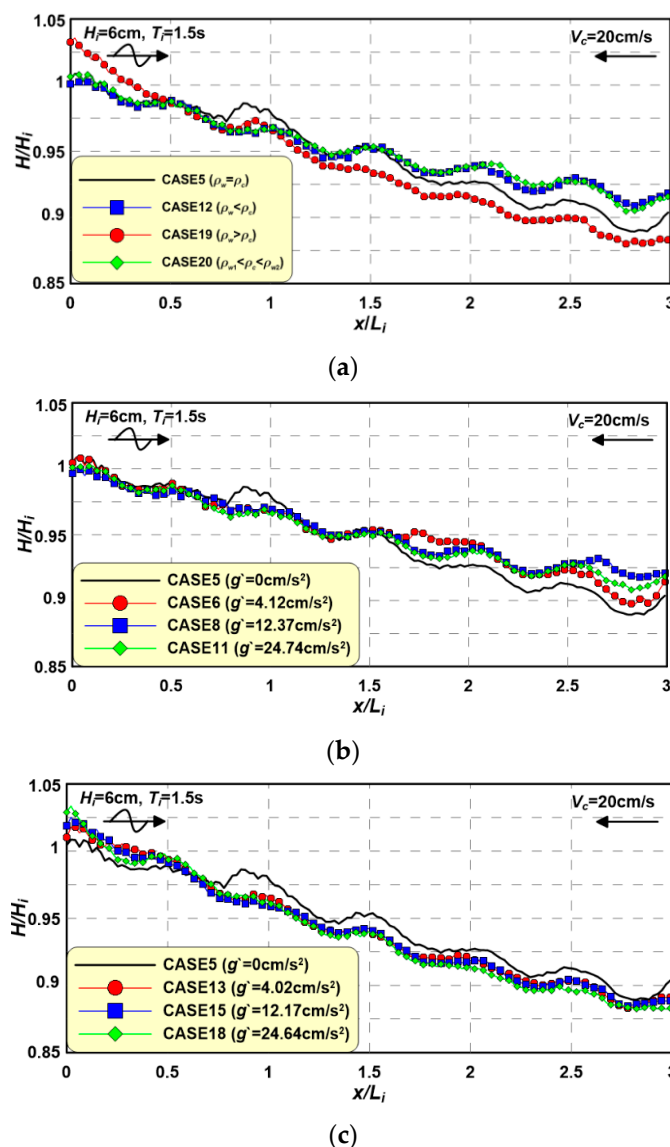 1.05
H_i=6cm, T_i=1.5s
V_c=20cm/s
1
0.95
0.9
0.85
H/H_i
CASE5 (ρ_w=ρ_c)
CASE12 (ρ_w<ρ_c)
CASE19 (ρ_w>ρ_c)
CASE20 (ρ_w1<ρ_c<ρ_w2)
0 0.5 1 1.5 2 2.5 3
x/L_i
(a)
1.05
H_i=6cm, T_i=1.5s
V_c=20cm/s
1
0.95
0.9
0.85
H/H_i
CASE5 (g`=0cm/s²)
CASE6 (g`=4.12cm/s²)
CASE8 (g`=12.37cm/s²)
CASE11 (g`=24.74cm/s²)
0 0.5 1 1.5 2 2.5 3
x/L_i
(b)
1.05
H_i=6cm, T_i=1.5s
V_c=20cm/s
1
0.95
0.9
0.85
H/H_i
CASE5 (g`=0cm/s²)
CASE13 (g`=4.02cm/s²)
CASE15 (g`=12.17cm/s²)
CASE18 (g`=24.64cm/s²)
0 0.5 1 1.5 2 2.5 3
x/L_i
(c)